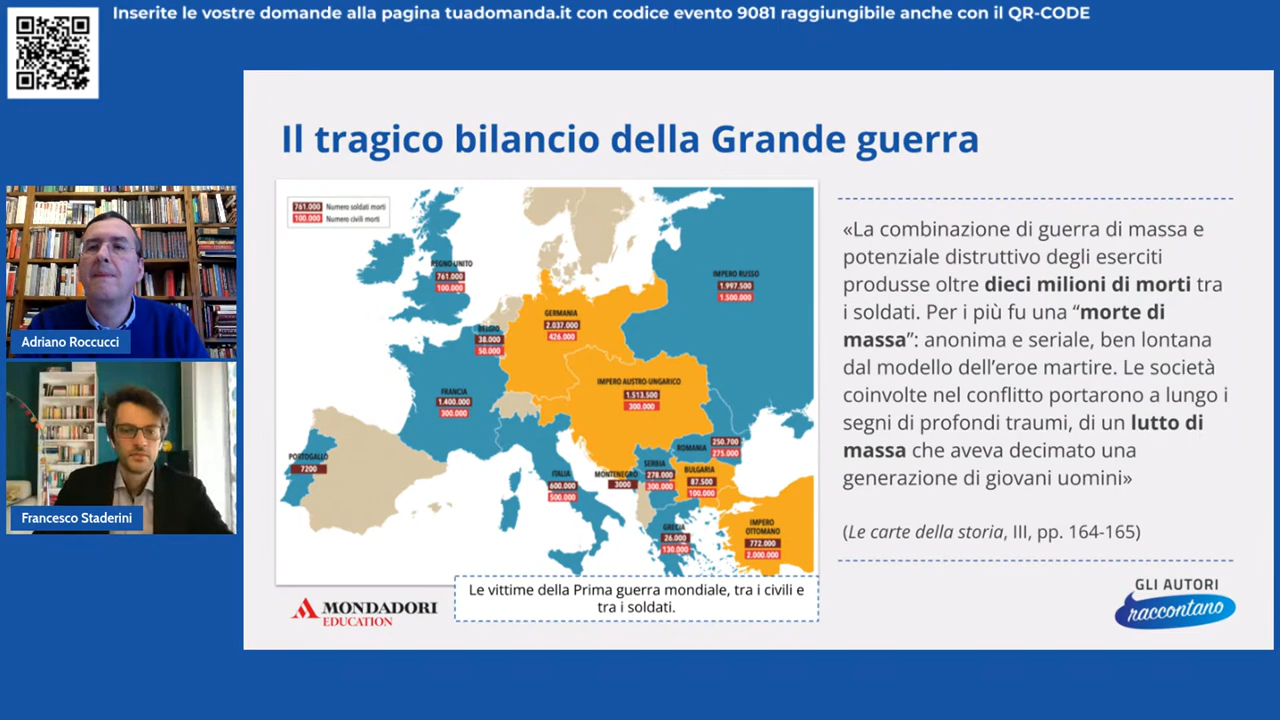 Inserite le vostre domande alla pagina tuadomanda.it con codice evento 9081 raggiungibile anche con il QR-CODE
Il tragico bilancio della Grande guerra
761.000 Numero soldati morti
100.000 Numero civili morti
REGNO UNITO
761.000
100.000
IMPERO RUSSO
1.997.500
1.500.000
GERMANIA
2.037.000
426.000
BELGIO
38.000
50.000
IMPERO AUSTRO-UNGARICO
1.513.500
300.000
FRANCIA
1.400.000
300.000
PORTOGALLO
7200
ITALIA
600.000
500.000
MONTENEGRO
3000
SERBIA
278.000
300.000
ROMANIA
250.700
275.000
BULGARIA
87.500
100.000
GRECIA
26.000
130.000
IMPERO
OTTOMANO
772.000
2.000.000
Le vittime della Prima guerra mondiale, tra i civili e
tra i soldati.
«La combinazione di guerra di massa e
potenziale distruttivo degli eserciti
produsse oltre dieci milioni di morti tra
i soldati. Per i più fu una “morte di
massa”: anonima e seriale, ben lontana
dal modello dell’eroe martire. Le società
coinvolte nel conflitto portarono a lungo i
segni di profondi traumi, di un lutto di
massa che aveva decimato una
generazione di giovani uomini»
(Le carte della storia, III, pp. 164-165)
Adriano Roccucci
Francesco Staderini
MONDADORI
EDUCATION
GLI AUTORI
raccontano